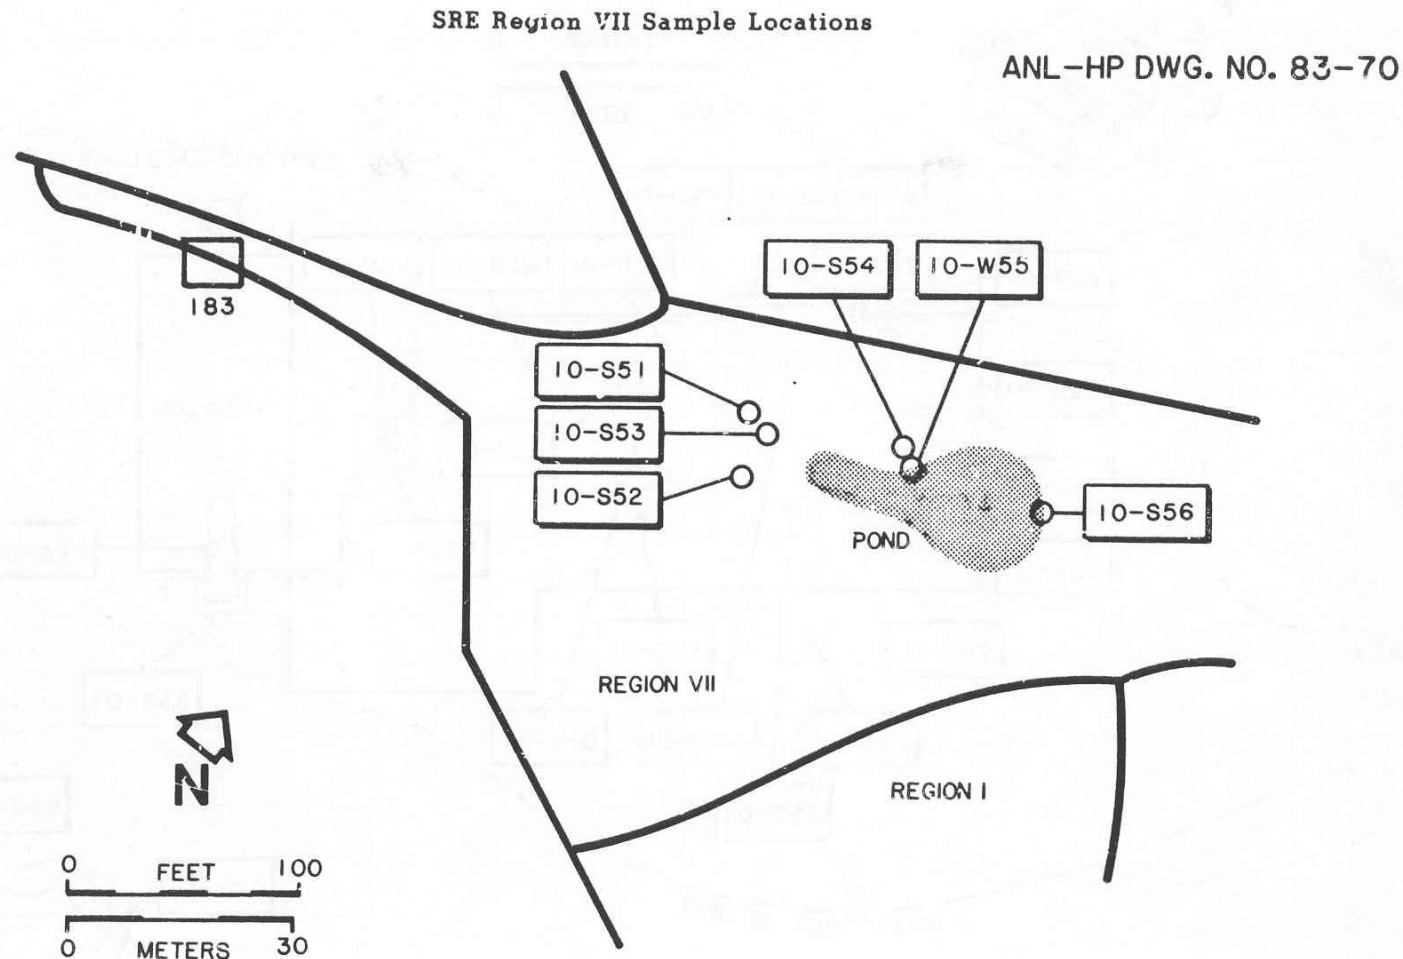 SRE Region VII Sample Locations
ANL-HP DWG. NO. 83-70
10-S54
10-W55
183
10-S51
10-S53
10-S52
10-S56
POND
REGION VII
REGION I
N
0 FEET 100
0 METERS 30